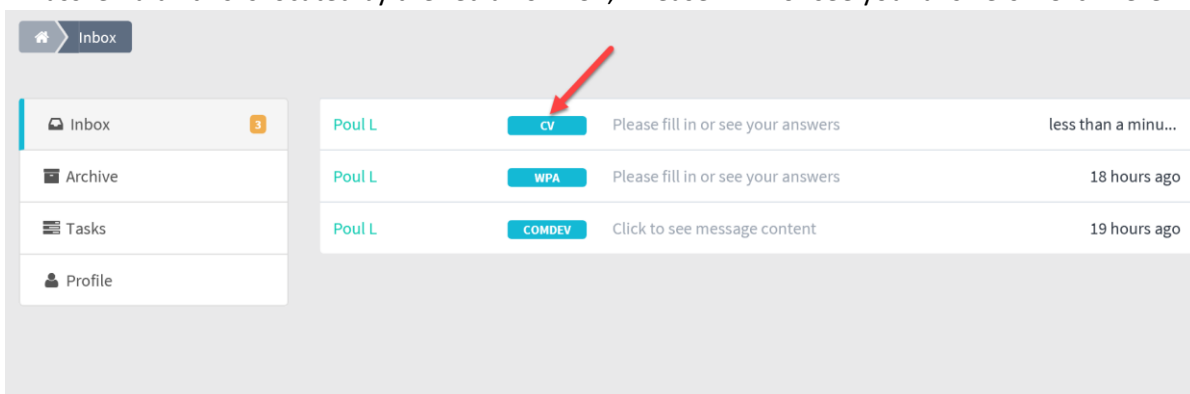 Inbox
Inbox 3
Poul L CV Please fill in or see your answers less than a minu...
Archive
Poul L WPA Please fill in or see your answers 18 hours ago
Tasks
Poul L COMDEV Click to see message content 19 hours ago
Profile